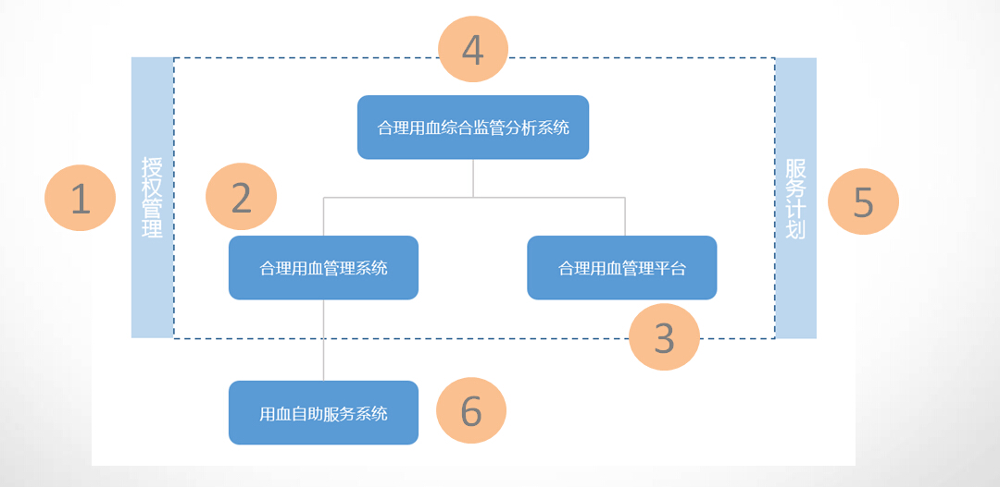 4
合理用血综合监管分析系统
1
授权管理
2
服务计划
5
合理用血管理系统
合理用血管理平台
3
用血自助服务系统
6